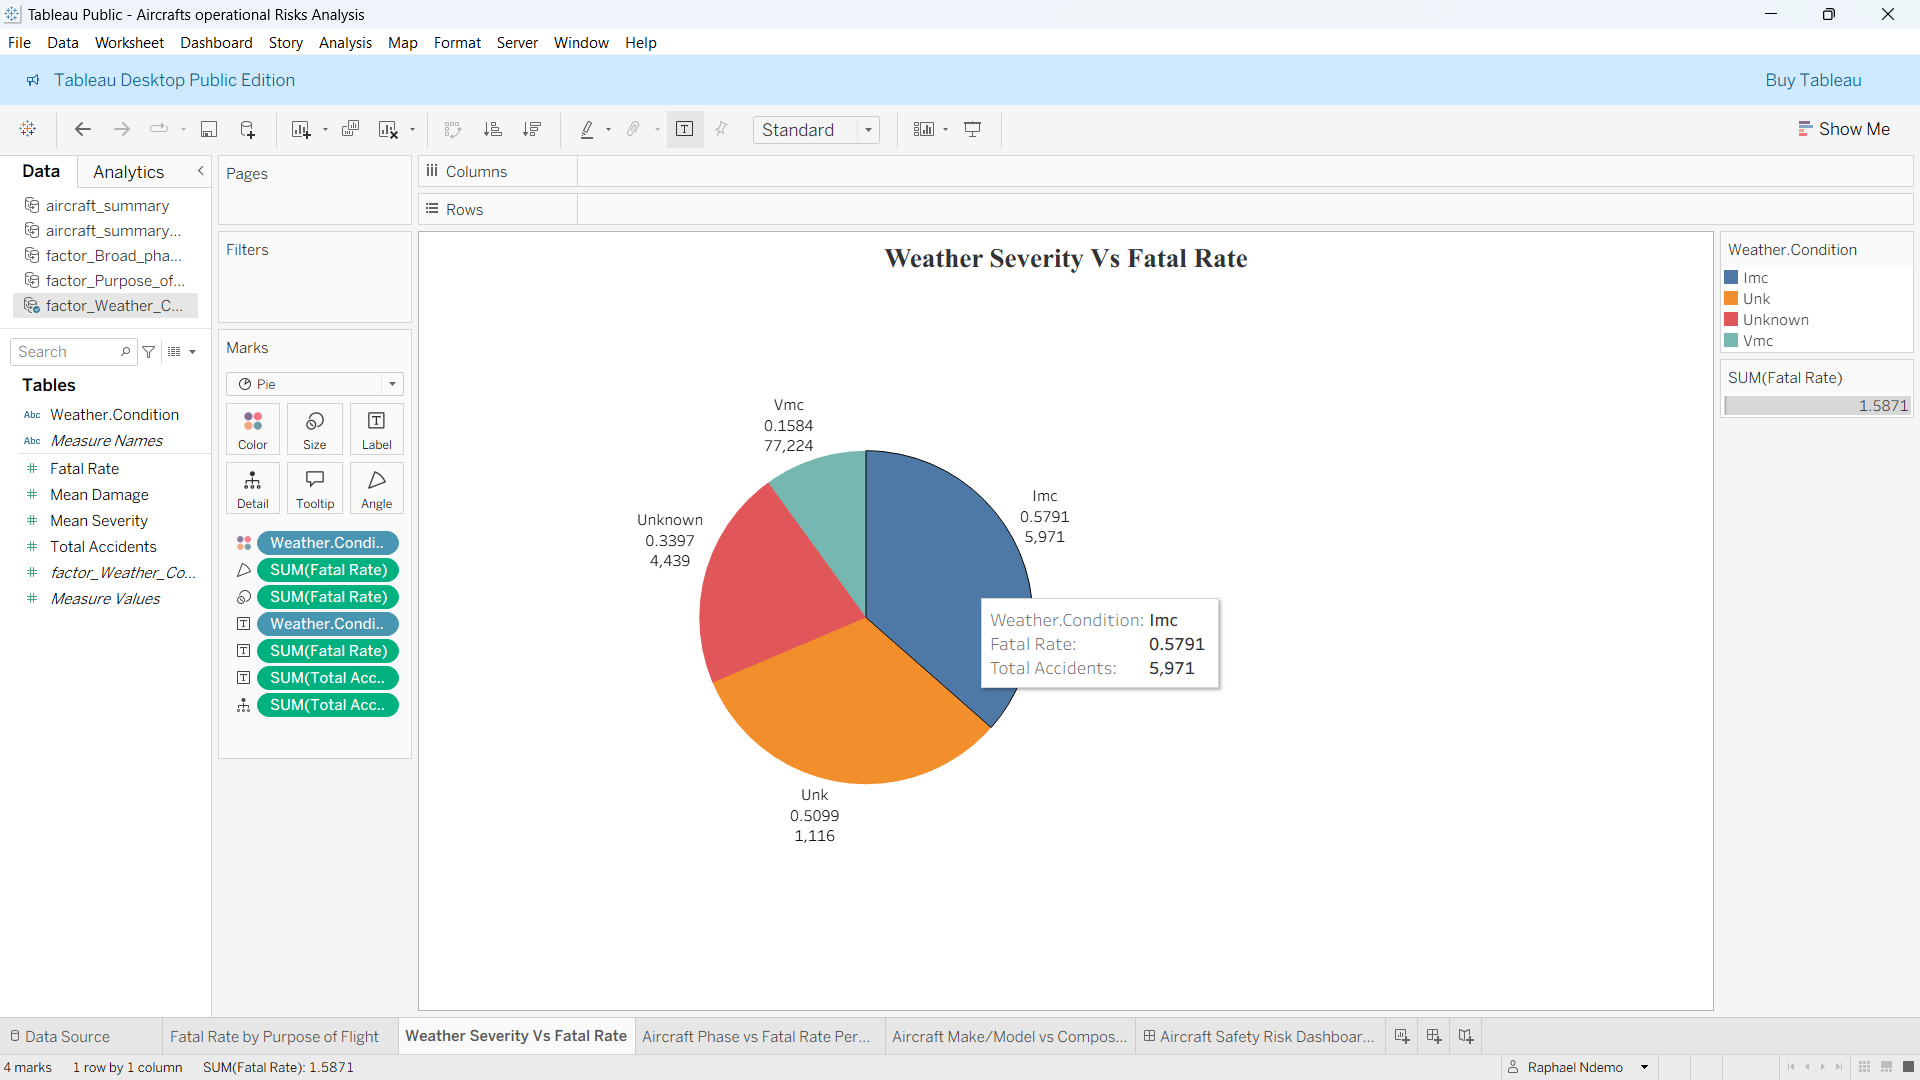 Tableau Public - Aircrafts operational Risks Analysis
File Data Worksheet Dashboard Story Analysis Map Format Server Window Help
Tableau Desktop Public Edition
Buy Tableau
Standard
Show Me
Data
Analytics
aircraft_summary
aircraft_summary...
factor_Broad_pha...
factor_Purpose_of...
factor_Weather_C...
Search
Tables
Abc Weather.Condition
Abc Measure Names
# Fatal Rate
# Mean Damage
# Mean Severity
# Total Accidents
# factor_Weather_Co...
# Measure Values
Pages
Filters
Marks
Pie
Color
Size
Label
Detail
Tooltip
Angle
Weather.Condi..
SUM(Fatal Rate)
SUM(Fatal Rate)
Weather.Condi..
SUM(Fatal Rate)
SUM(Total Acc..
SUM(Total Acc..
Columns
Rows
Weather Severity Vs Fatal Rate
Vmc
0.1584
77,224
Imc
0.5791
5,971
Unknown
0.3397
4,439
Weather.Condition: Imc
Fatal Rate: 0.5791
Total Accidents: 5,971
Unk
0.5099
1,116
Weather.Condition
Imc
Unk
Unknown
Vmc
SUM(Fatal Rate)
1.5871
Data Source
Fatal Rate by Purpose of Flight
Weather Severity Vs Fatal Rate
Aircraft Phase vs Fatal Rate Per...
Aircraft Make/Model vs Compos...
Aircraft Safety Risk Dashboar...
4 marks 1 row by 1 column SUM(Fatal Rate): 1.5871
Raphael Ndemo